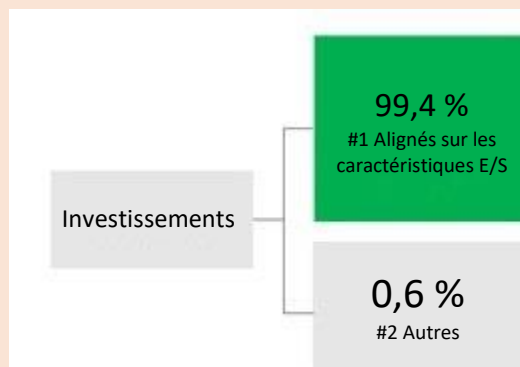 Investissements
99,4 %
#1 Alignés sur les
caractéristiques E/S
0,6 %
#2 Autres